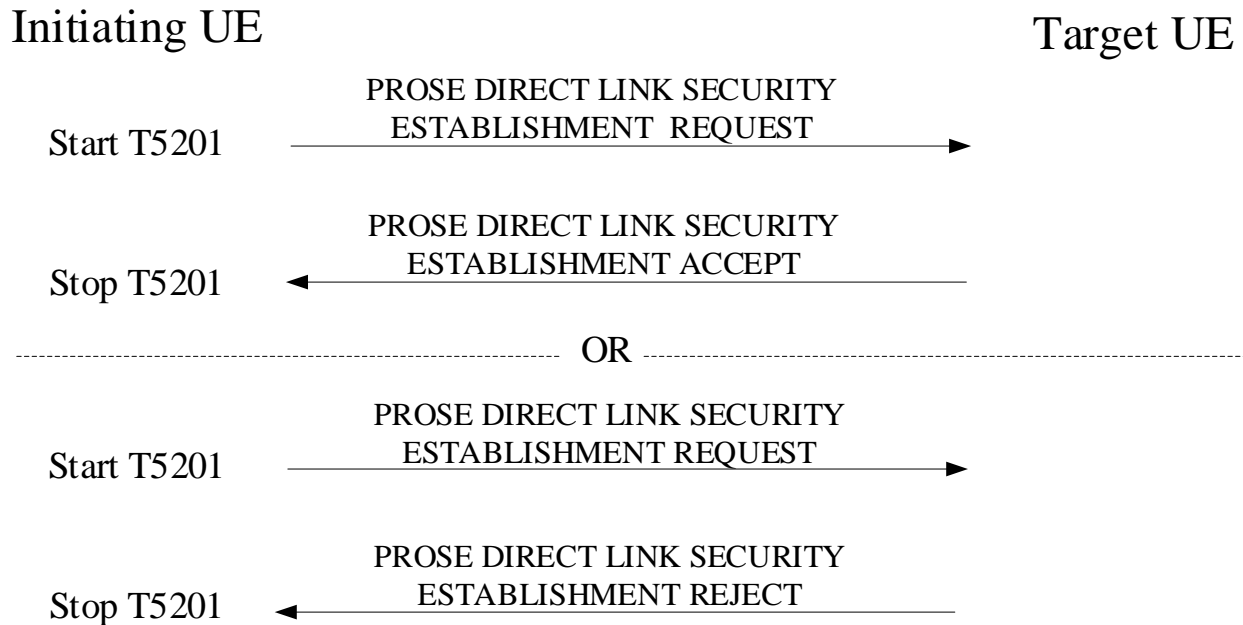 Initiating UE
Target UE
PROSE DIRECT LINK SECURITY
ESTABLISHMENT REQUEST
Start T5201
PROSE DIRECT LINK SECURITY
ESTABLISHMENT ACCEPT
Stop T5201
OR
PROSE DIRECT LINK SECURITY
ESTABLISHMENT REQUEST
Start T5201
PROSE DIRECT LINK SECURITY
ESTABLISHMENT REJECT
Stop T5201